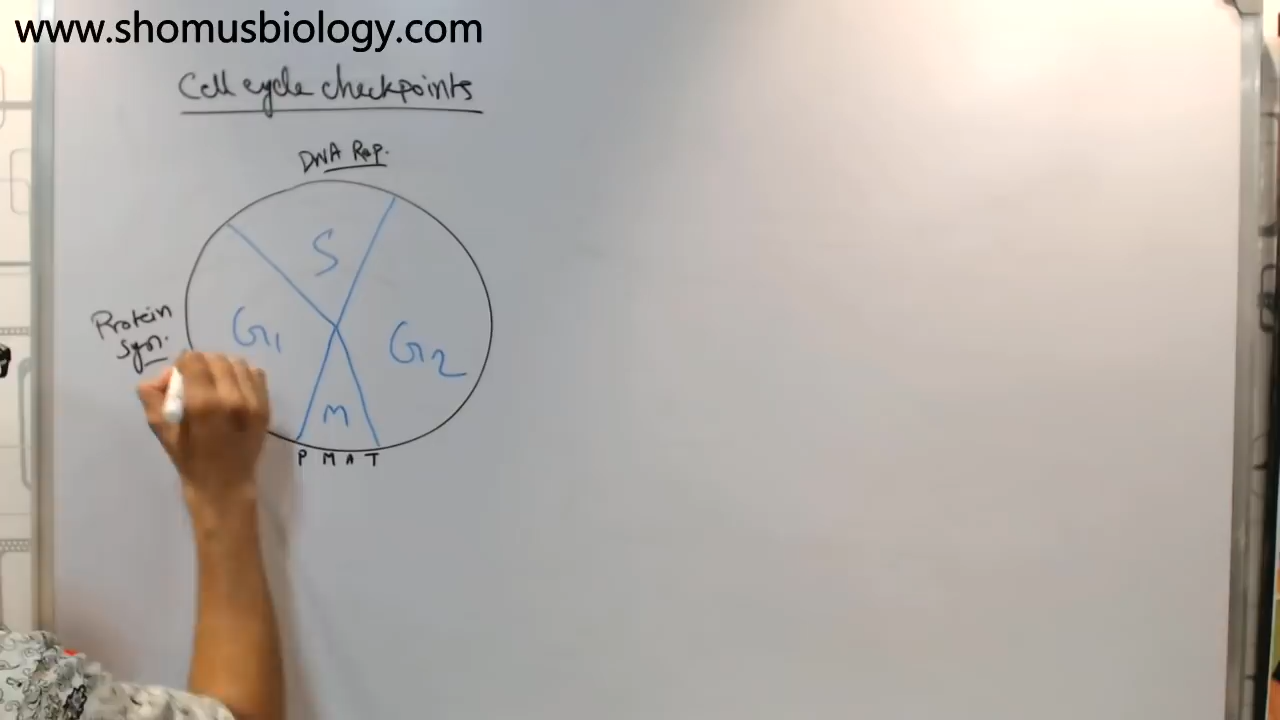 www.shomusbiology.com
Cell cycle checkpoints
DNA Rep.
S
Protein
Syn.
G1
G2
M
P M A T